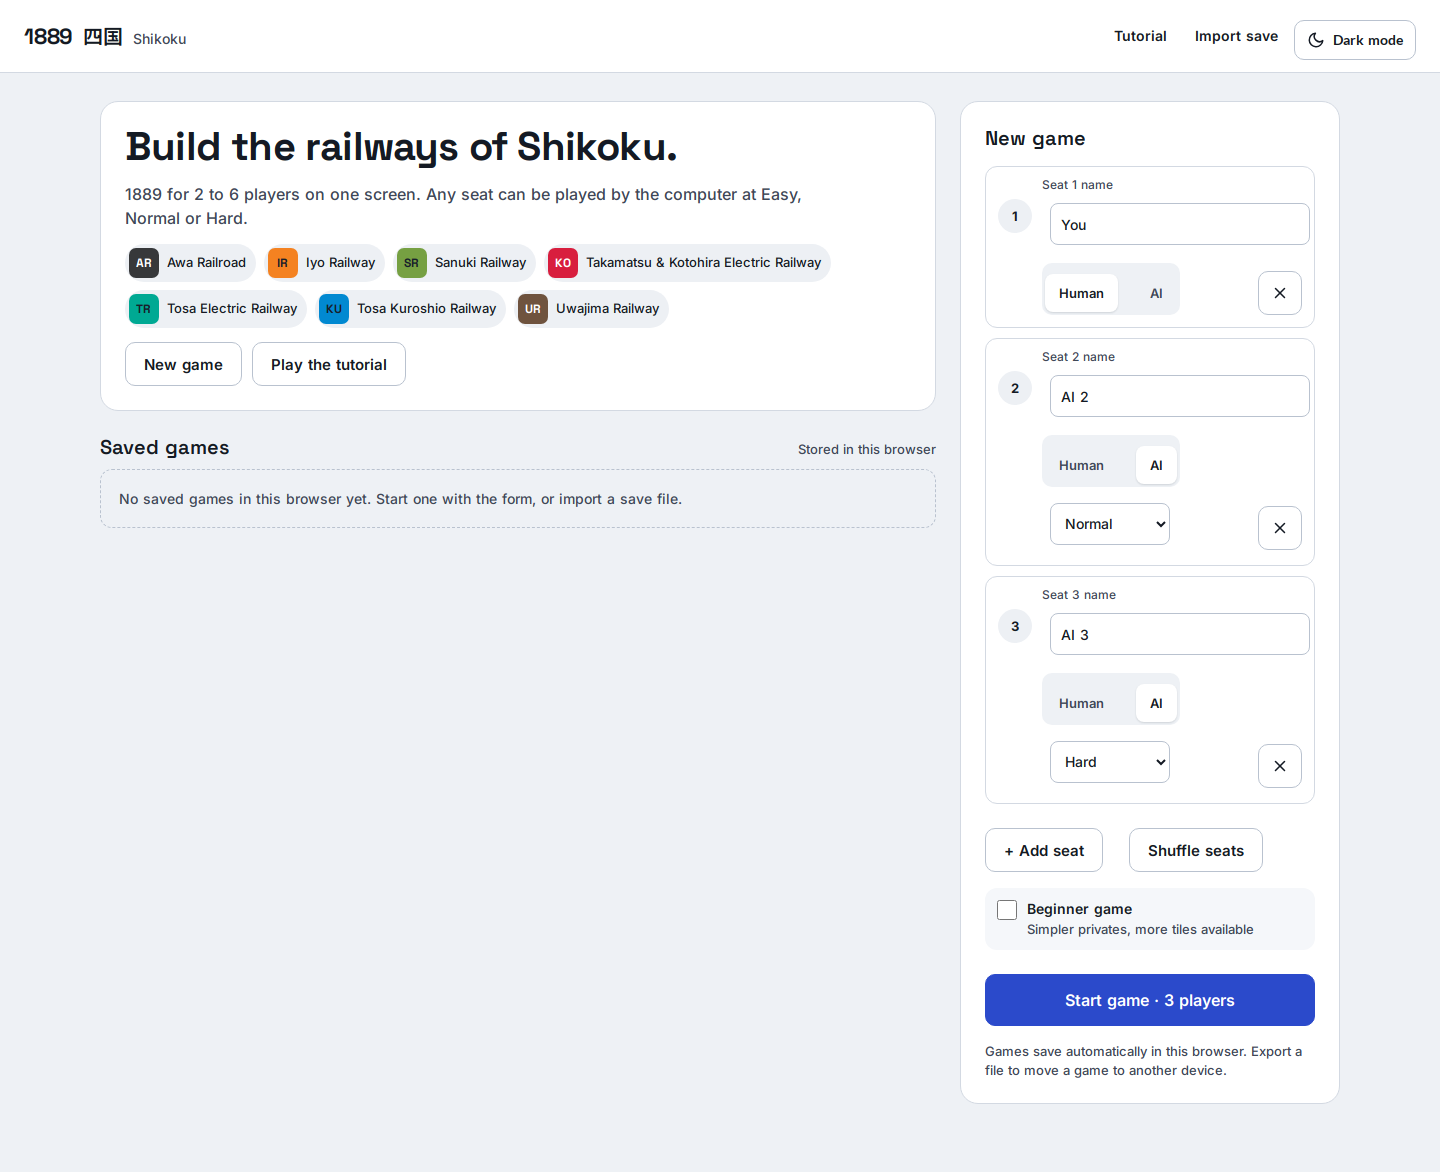 1889 四国 Shikoku
Tutorial
Import save
Dark mode
Build the railways of Shikoku.
1889 for 2 to 6 players on one screen. Any seat can be played by the computer at Easy,
Normal or Hard.
AR Awa Railroad
IR Iyo Railway
SR Sanuki Railway
KO Takamatsu & Kotohira Electric Railway
TR Tosa Electric Railway
KU Tosa Kuroshio Railway
UR Uwajima Railway
New game
Play the tutorial
Saved games
Stored in this browser
No saved games in this browser yet. Start one with the form, or import a save file.
New game
Seat 1 name
1
You
Human
AI
Seat 2 name
2
AI 2
Human
AI
Normal
Seat 3 name
3
AI 3
Human
AI
Hard
+ Add seat
Shuffle seats
Beginner game
Simpler privates, more tiles available
Start game · 3 players
Games save automatically in this browser. Export a
file to move a game to another device.